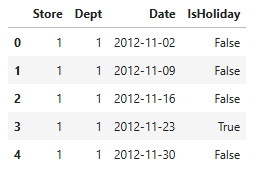 Store Dept Date IsHoliday
0 1 1 2012-11-02 False
1 1 1 2012-11-09 False
2 1 1 2012-11-16 False
3 1 1 2012-11-23 True
4 1 1 2012-11-30 False